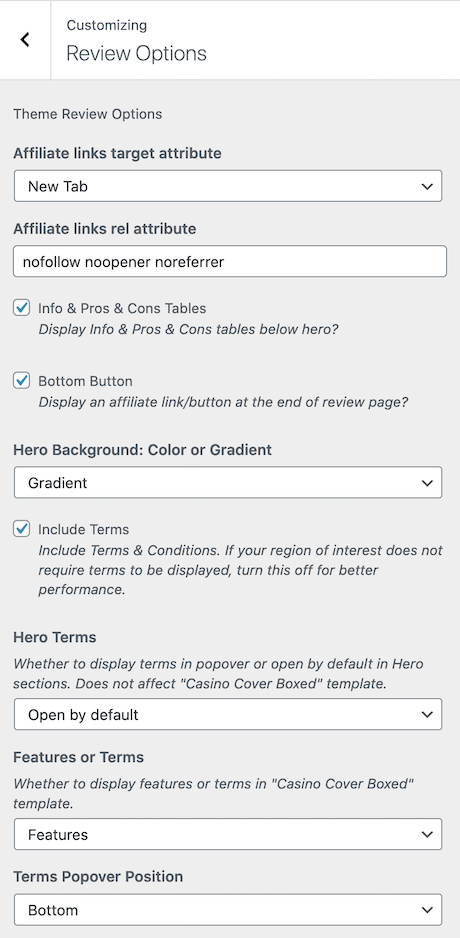 Customizing
Review Options
Theme Review Options
Affiliate links target attribute
New Tab
Affiliate links rel attribute
nofollow noopener noreferrer
Info & Pros & Cons Tables
Display Info & Pros & Cons tables below hero?
Bottom Button
Display an affiliate link/button at the end of review page?
Hero Background: Color or Gradient
Gradient
Include Terms
Include Terms & Conditions. If your region of interest does not
require terms to be displayed, turn this off for better
performance.
Hero Terms
Whether to display terms in popover or open by default in Hero
sections. Does not affect "Casino Cover Boxed" template.
Open by default
Features or Terms
Whether to display features or terms in "Casino Cover Boxed"
template.
Features
Terms Popover Position
Bottom